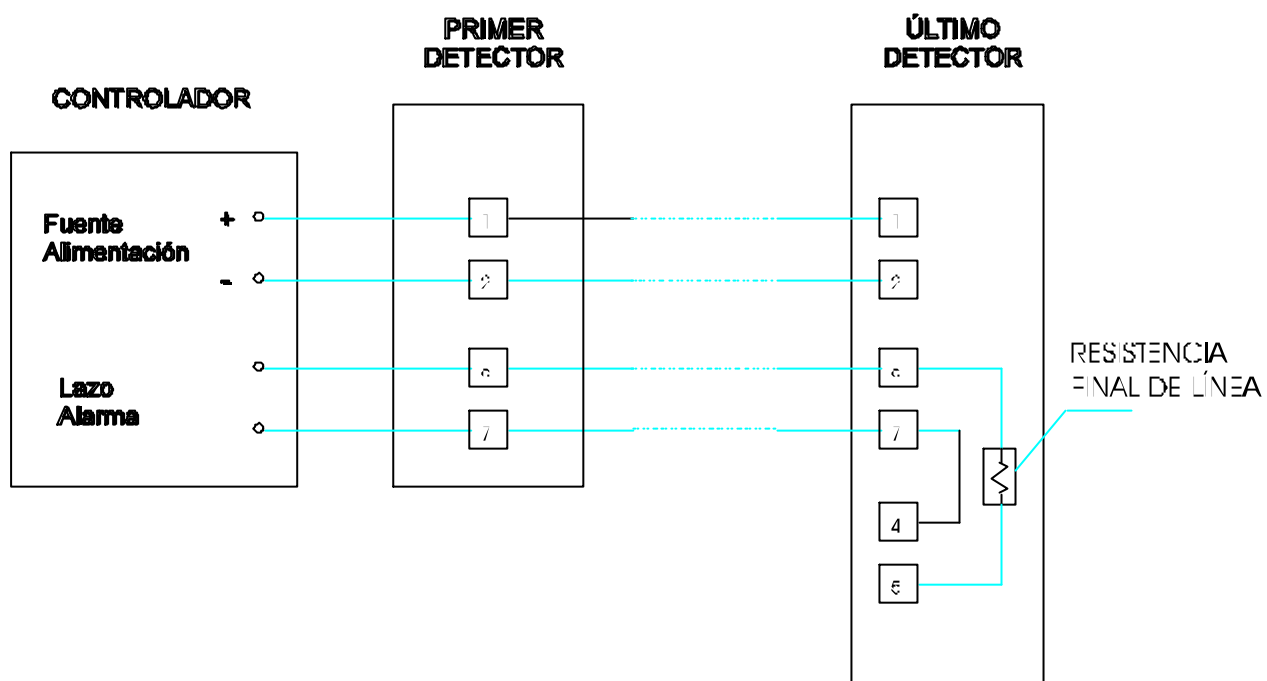 PRIMER
DETECTOR
ÚLTIMO
DETECTOR
CONTROLADOR
Fuente
Alimentación
+
-
Lazo
Alarma
1
2
7
1
2
7
4
5
RESISTENCIA
FINAL DE LÍNEA